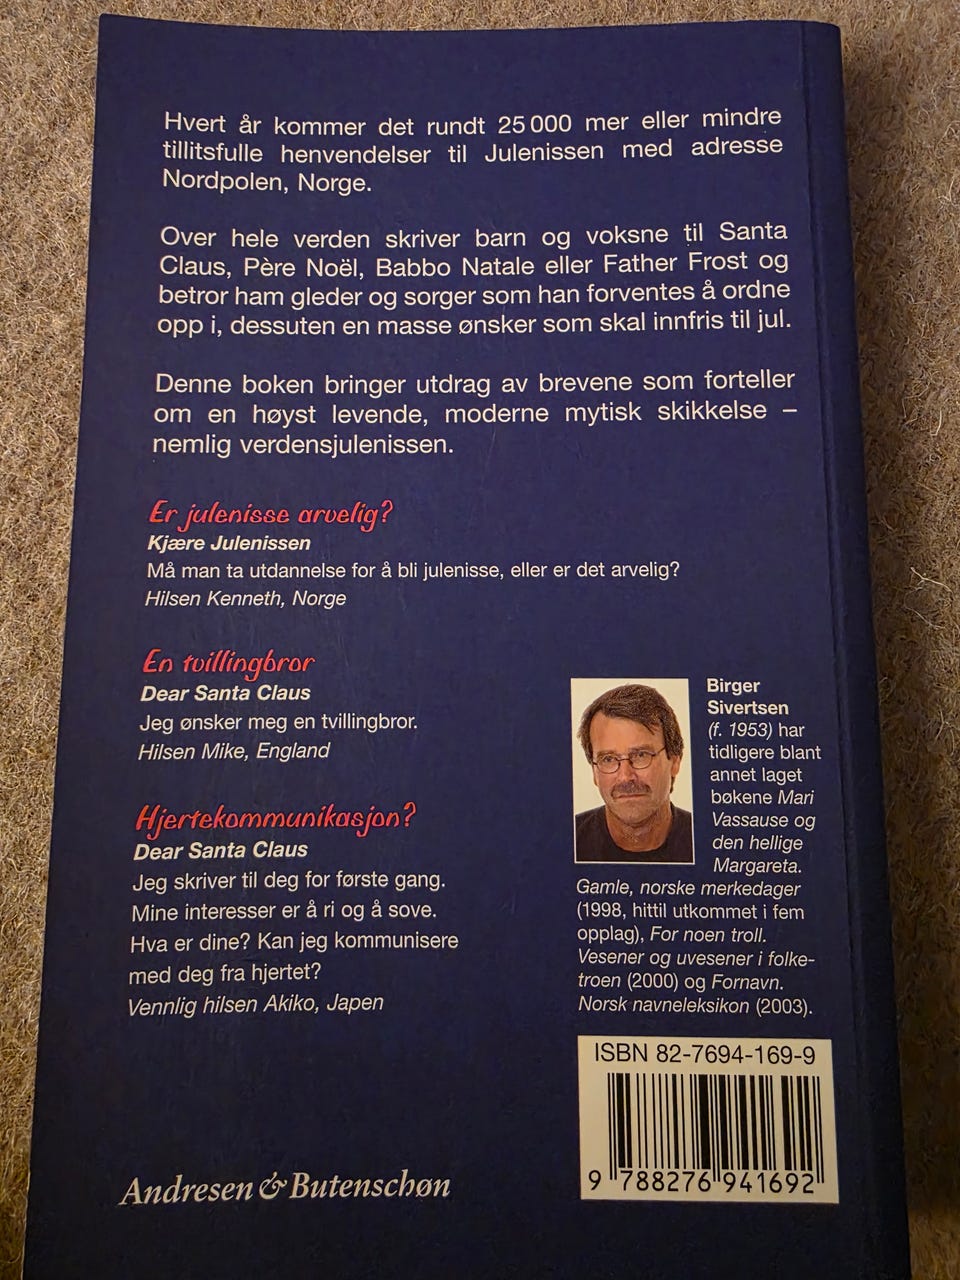 Hvert år kommer det rundt 25 000 mer eller mindre
tillitsfulle henvendelser til Julenissen med adresse
Nordpolen, Norge.
Over hele verden skriver barn og voksne til Santa
Claus, Père Noël, Babbo Natale eller Father Frost og
betror ham gleder og sorger som han forventes å ordne
opp i, dessuten en masse ønsker som skal innfris til jul.
Denne boken bringer utdrag av brevene som forteller
om en høyst levende, moderne mytisk skikkelse –
nemlig verdensjulenissen.
Er julenisse arvelig?
Kjære Julenissen
Må man ta utdannelse for å bli julenisse, eller er det arvelig?
Hilsen Kenneth, Norge
En tvillingbror
Dear Santa Claus
Jeg ønsker meg en tvillingbror.
Hilsen Mike, England
Hjertekommunikasjon?
Dear Santa Claus
Jeg skriver til deg for første gang.
Mine interesser er å ri og å sove.
Hva er dine? Kan jeg kommunisere
med deg fra hjertet?
Vennlig hilsen Akiko, Japen
Birger
Sivertsen
(f. 1953) har
tidligere blant
annet laget
bøkene Mari
Vassause og
den hellige
Margareta.
Gamle, norske merkedager
(1998, hittil utkommet i fem
opplag), For noen troll.
Vesener og uvesener i folke-
troen (2000) og Fornavn.
Norsk navneleksikon (2003).
ISBN 82-7694-169-9
9 788276 941692
Andresen & Butenschøn